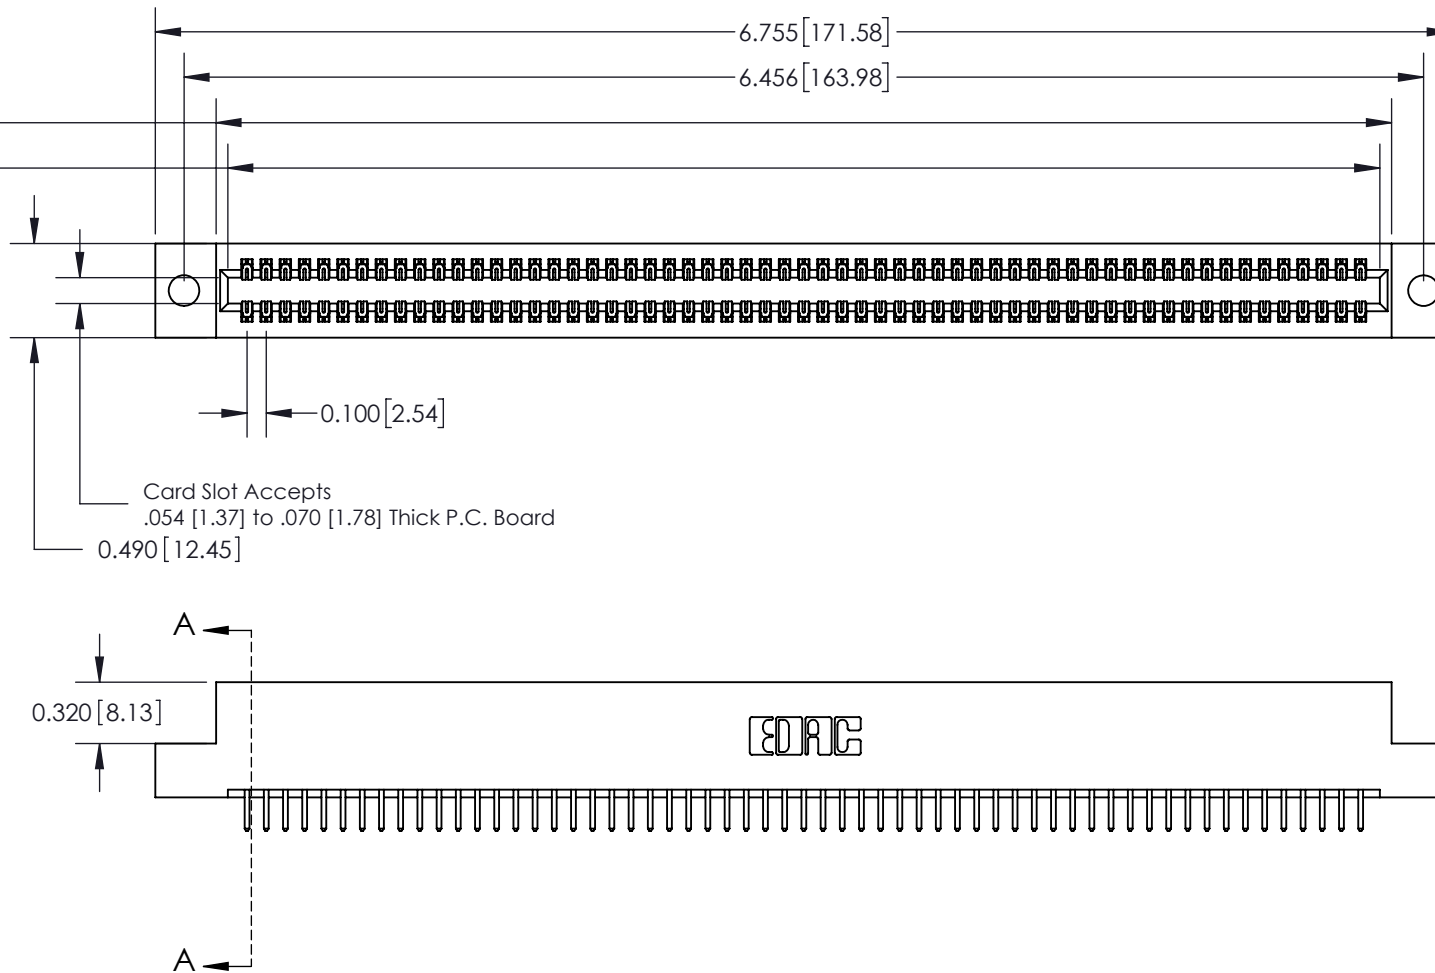 6.755[171.58]
6.456[163.98]
0.100[2.54]
Card Slot Accepts
.054 [1.37] to .070 [1.78] Thick P.C. Board
0.490[12.45]
A
0.320[8.13]
EDAC
A